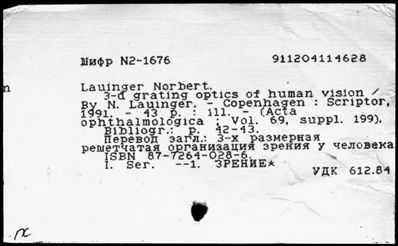 Шифр N2-1676 911204114628
n Lauinger Norbert.
3-d grating optics of human vision /
By N. Lauinger. - Copenhagen : Scriptor,
1991. - 43 p. : ill. - (Acta
ophthalmologica ; Vol. 69, suppl. 199).
Bibliogr.: p. 42-43.
Перевод загл.: 3-х размерная
решетчатая организация зрения у человека
ISBN 87-7264-028-6.
I. Ser. --1. ЗРЕНИЕ*
УДК 612.84